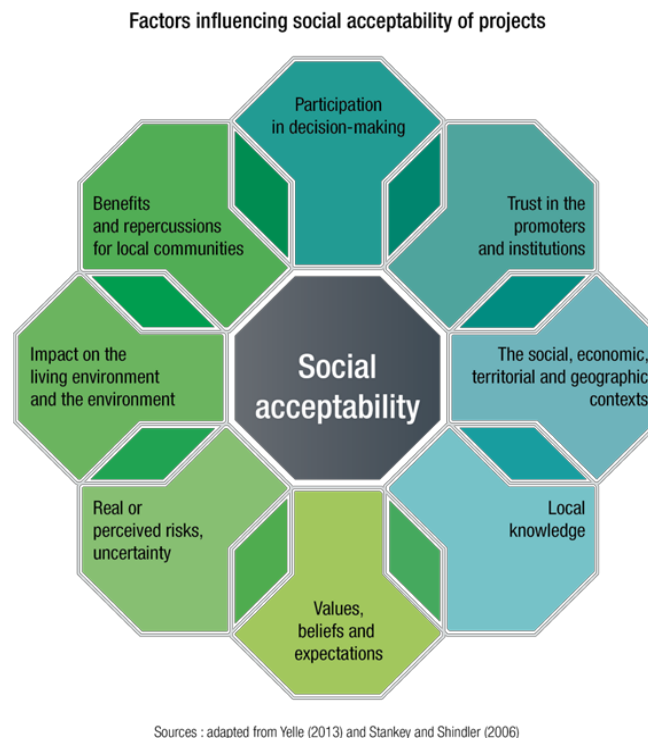 Factors influencing social acceptability of projects
Participation
in decision-making
Trust in the
promoters
and institutions
The social, economic,
territorial and geographic
contexts
Local
knowledge
Values,
beliefs and
expectations
Real or
perceived risks,
uncertainty
Impact on the
living environment
and the environment
Benefits
and repercussions
for local communities
Social
acceptability
Sources : adapted from Yelle (2013) and Stankey and Shindler (2006)